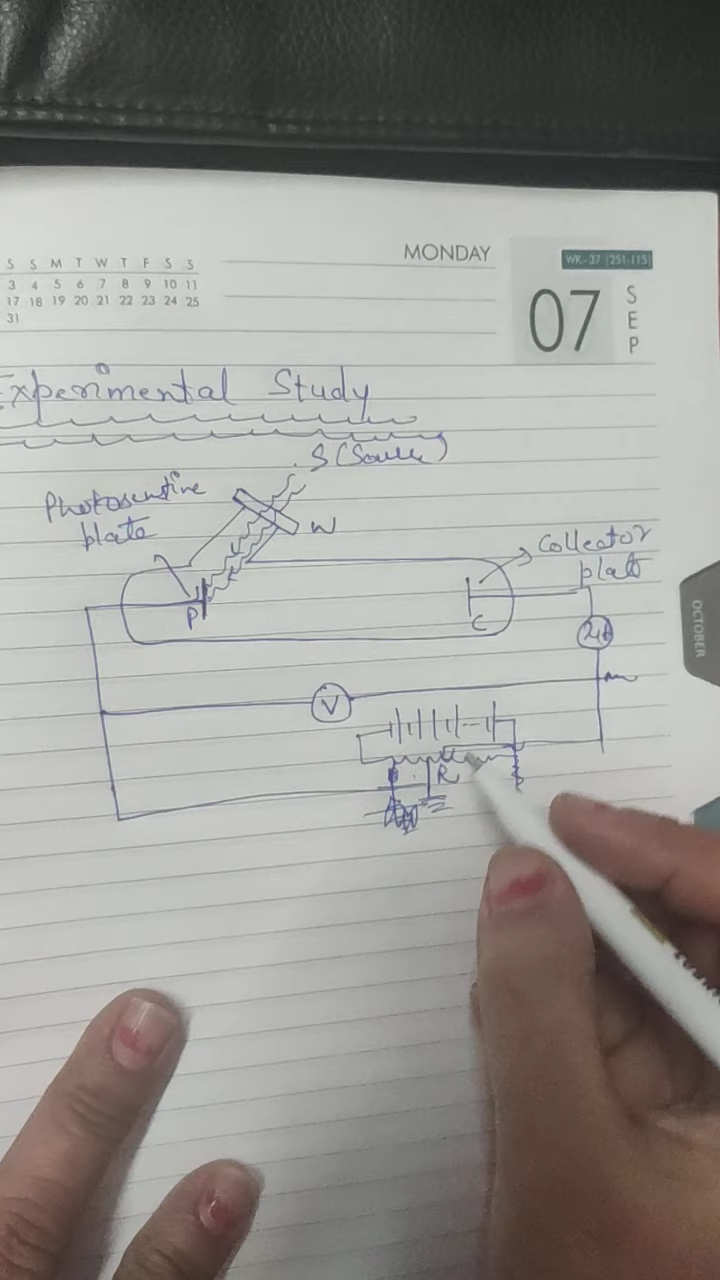 MONDAY
WK-37 (251-115)
07
SEP
S S M T W T F S S
3 4 5 6 7 8 9 10 11
17 18 19 20 21 22 23 24 25
31
OCTOBER
Experimental Study
S (Source)
Photosensitive
plate
W
Collector
plate
P
C
μA
V
R